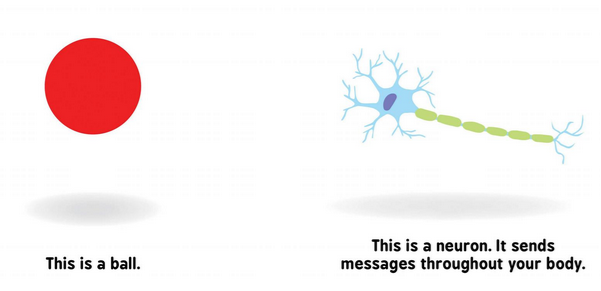 This is a ball.
This is a neuron. It sends
messages throughout your body.